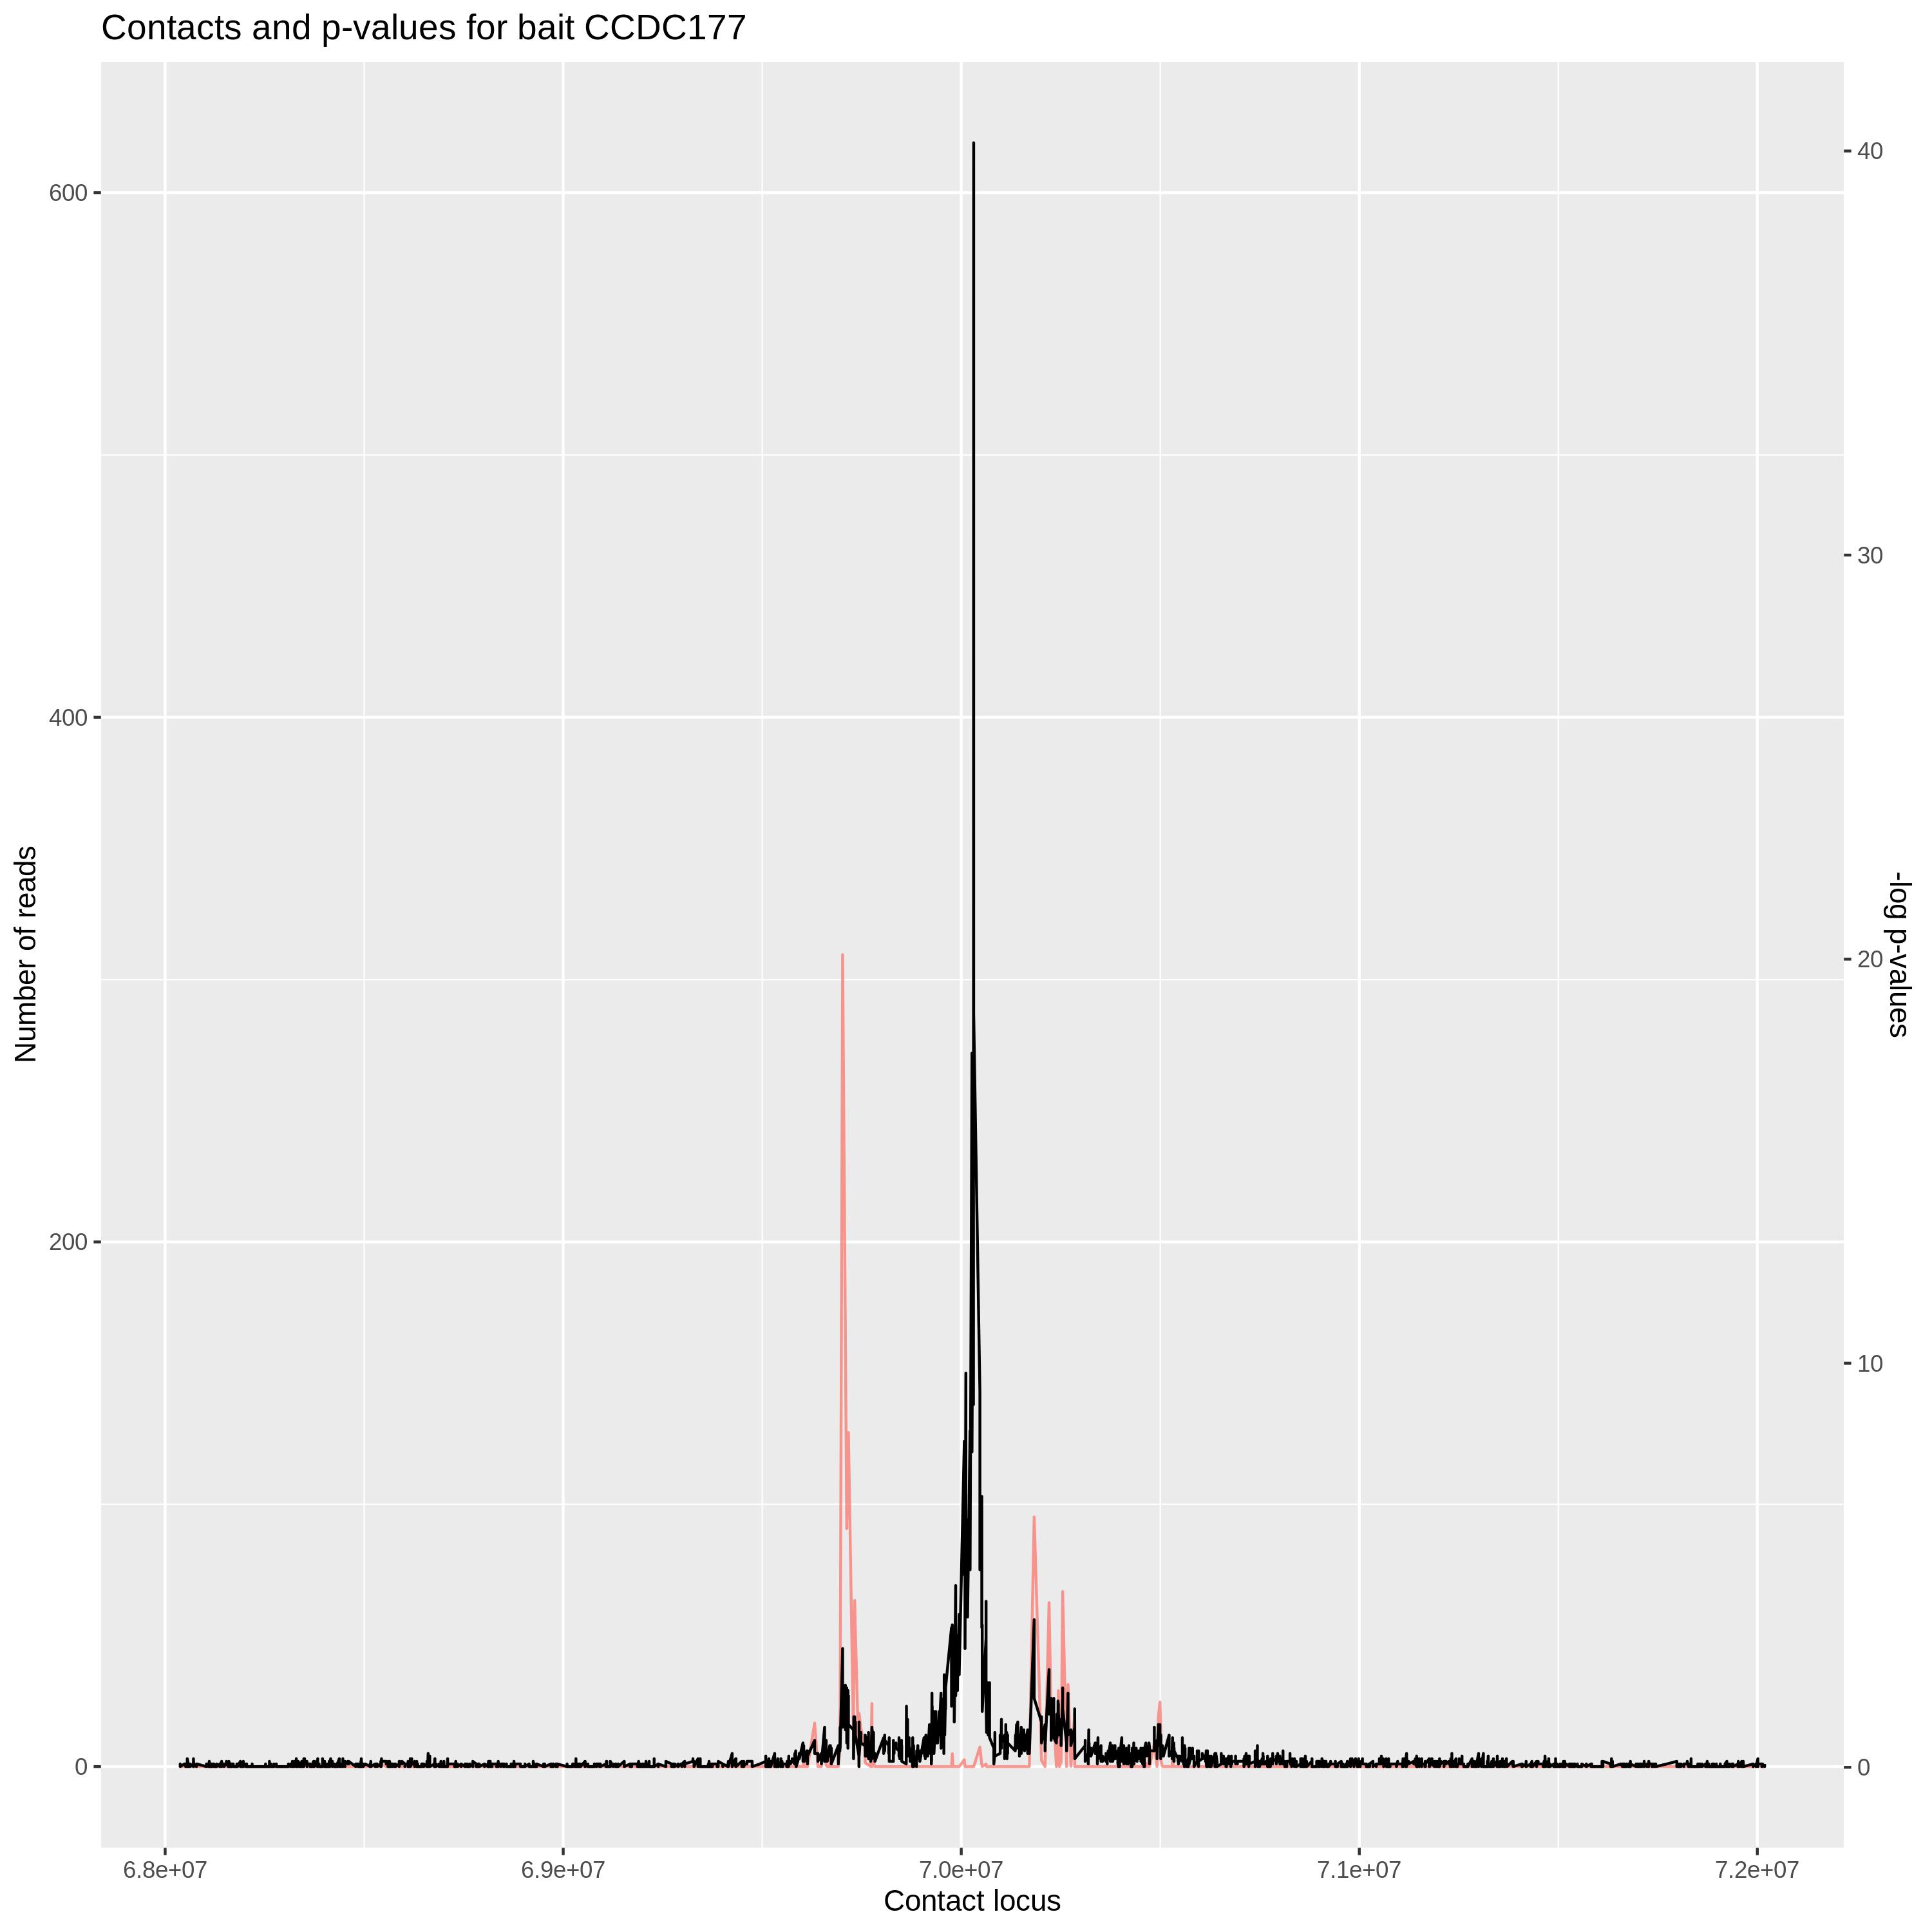 Contacts and p-values for bait CCDC177
600
400
200
0
Number of reads
40
30
20
10
0
-log p-values
6.8e+07
6.9e+07
7.0e+07
7.1e+07
7.2e+07
Contact locus